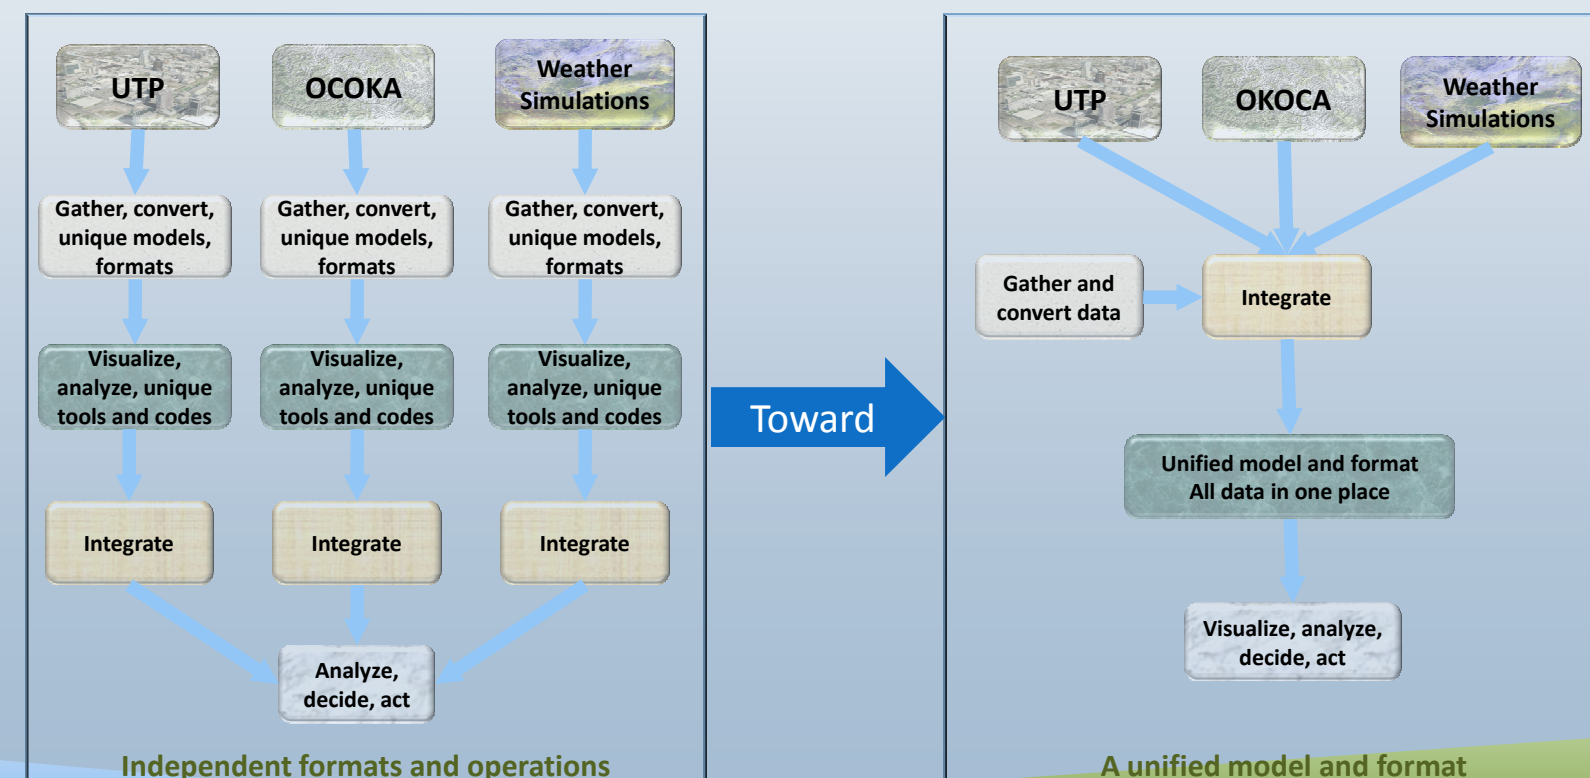 UTP
OCOKA
Weather
Simulations
Gather, convert,
unique models,
formats
Gather, convert,
unique models,
formats
Gather, convert,
unique models,
formats
Visualize,
analyze, unique
tools and codes
Visualize,
analyze, unique
tools and codes
Visualize,
analyze, unique
tools and codes
Integrate
Integrate
Integrate
Analyze,
decide, act
Independent formats and operations
Toward
UTP
OKOCA
Weather
Simulations
Gather and
convert data
Integrate
Unified model and format
All data in one place
Visualize, analyze,
decide, act
A unified model and format